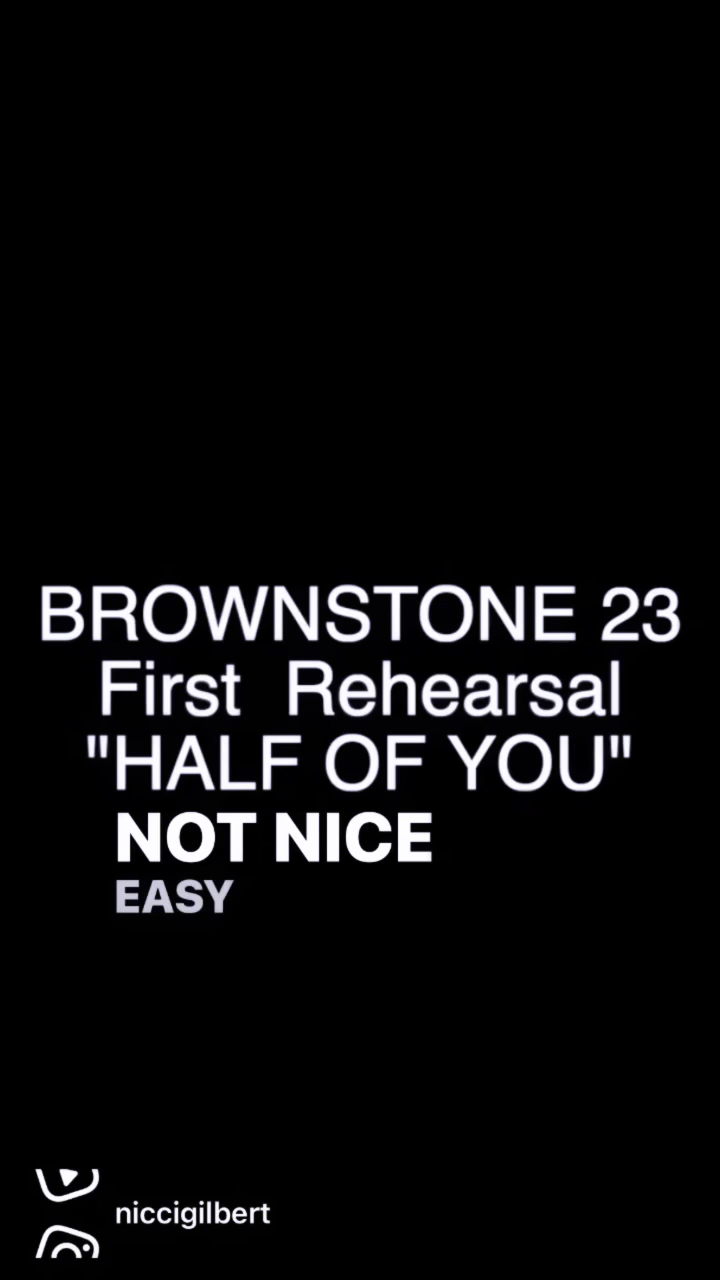 BROWNSTONE 23
First Rehearsal
"HALF OF YOU"
NOT NICE
EASY
niccigilbert